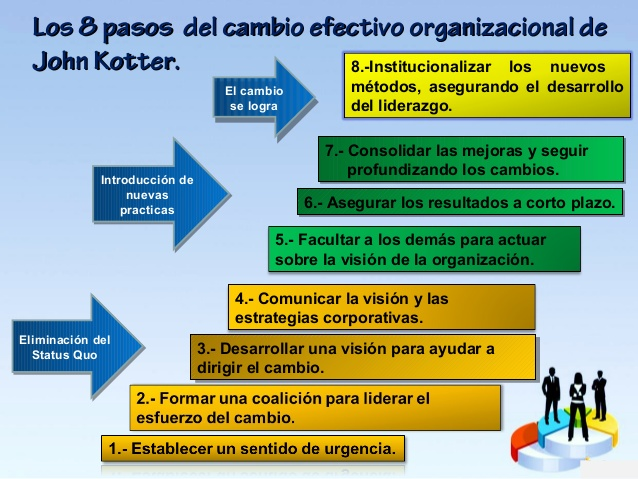 Los 8 pasos del cambio efectivo organizacional de
John Kotter.
El cambio
se logra
8.-Institucionalizar los nuevos
métodos, asegurando el desarrollo
del liderazgo.
Introducción de
nuevas
practicas
7.- Consolidar las mejoras y seguir
profundizando los cambios.
6.- Asegurar los resultados a corto plazo.
5.- Facultar a los demás para actuar
sobre la visión de la organización.
Eliminación del
Status Quo
4.- Comunicar la visión y las
estrategias corporativas.
3.- Desarrollar una visión para ayudar a
dirigir el cambio.
2.- Formar una coalición para liderar el
esfuerzo del cambio.
1.- Establecer un sentido de urgencia.